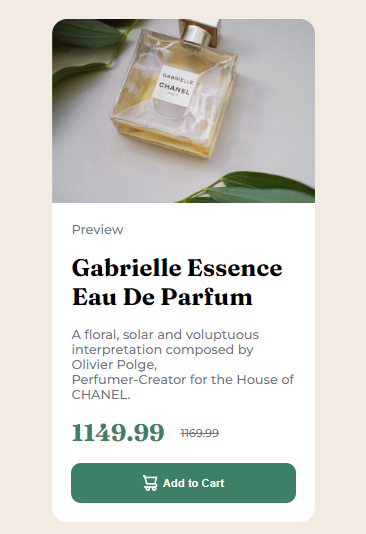 GABRIELLE
CHANEL
Preview
Gabrielle Essence
Eau De Parfum
A floral, solar and voluptuous
interpretation composed by
Olivier Polge,
Perfumer-Creator for the House of
CHANEL.
1149.99 1169.99
Add to Cart